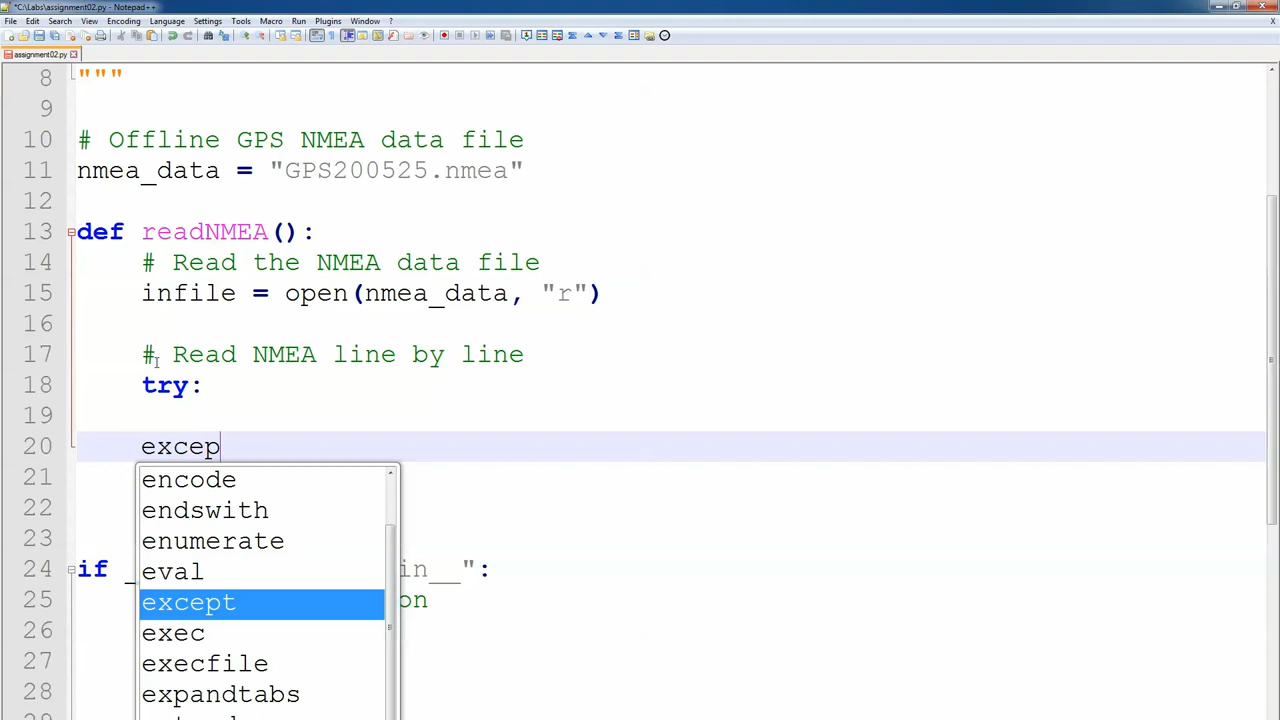 *C:\Labs\assignment02.py - Notepad++
File Edit Search View Encoding Language Settings Tools Macro Run Plugins Window ?
X
assignment02.py
8 """
9
10 # Offline GPS NMEA data file
11 nmea_data = "GPS200525.nmea"
12
13 def readNMEA():
14 # Read the NMEA data file
15 infile = open(nmea_data, "r")
16
17 # Read NMEA line by line
18 try:
19
20 excep
21 encode
22 endswith
23 enumerate
24 if _ in__":
eval
25 on
except
26 exec
27 execfile
28 expandtabs